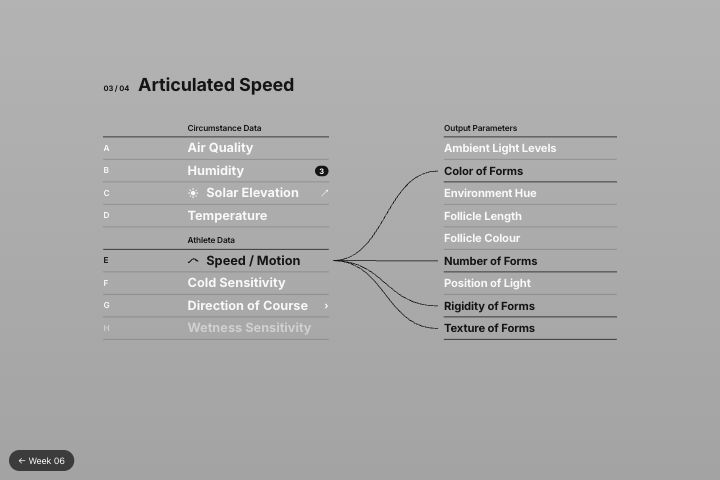 03 / 04 Articulated Speed
Circumstance Data
A Air Quality
B Humidity 3
C Solar Elevation ↗
D Temperature
Athlete Data
E Speed / Motion
F Cold Sensitivity
G Direction of Course ›
H Wetness Sensitivity
Output Parameters
Ambient Light Levels
Color of Forms
Environment Hue
Follicle Length
Follicle Colour
Number of Forms
Position of Light
Rigidity of Forms
Texture of Forms
← Week 06